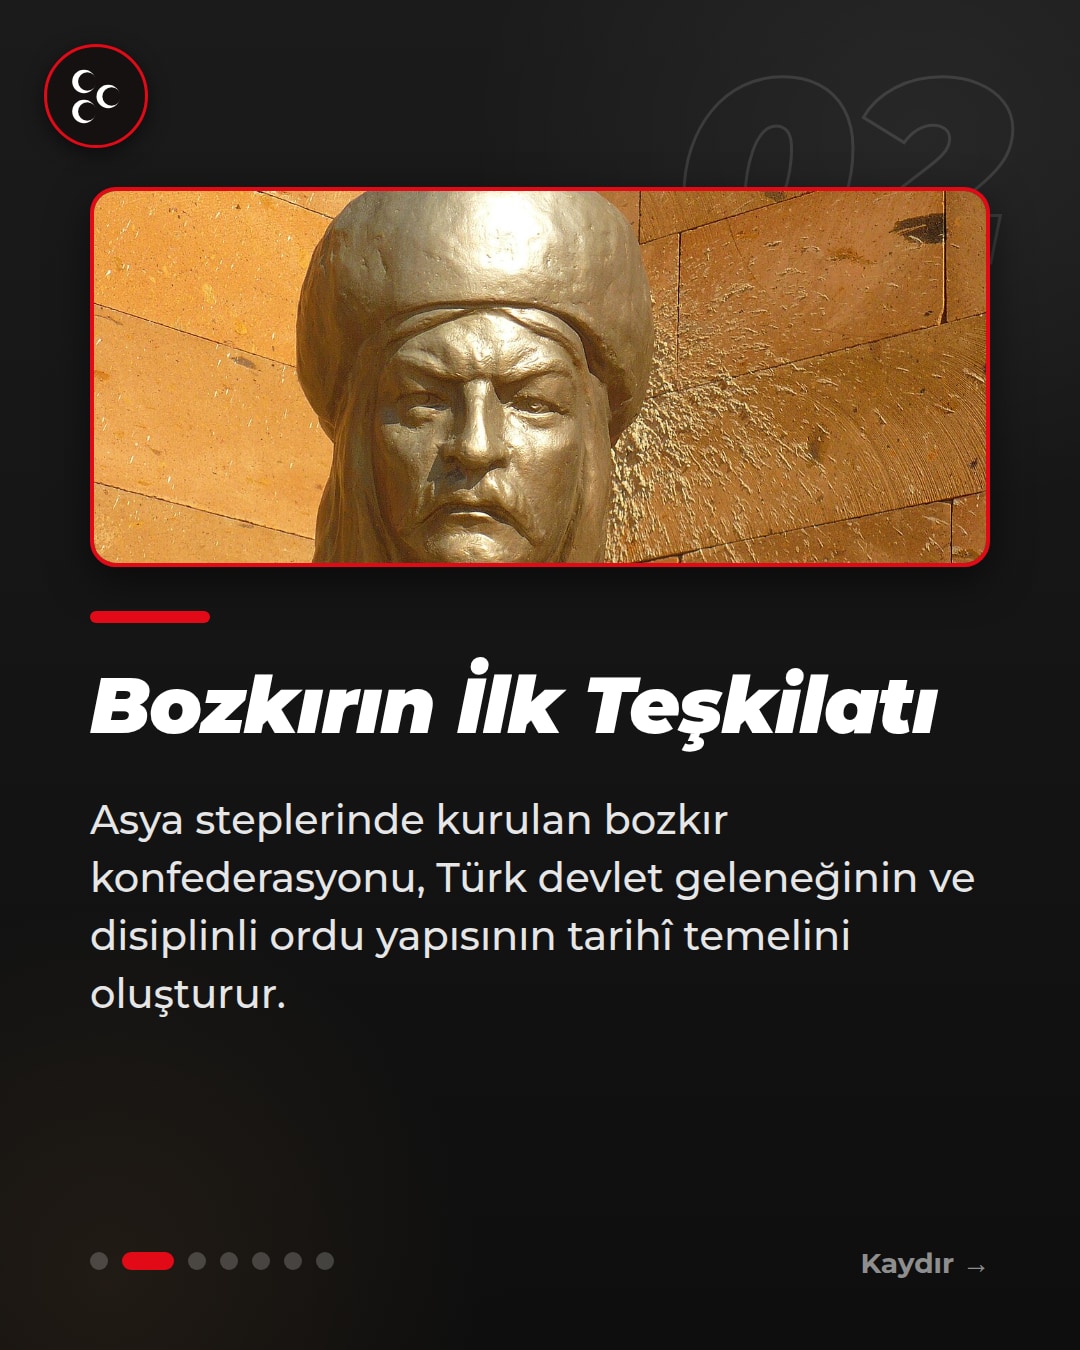 02
Bozkırın İlk Teşkilatı
Asya steplerinde kurulan bozkır
konfederasyonu, Türk devlet geleneğinin ve
disiplinli ordu yapısının tarihî temelini
oluşturur.
Kaydır →